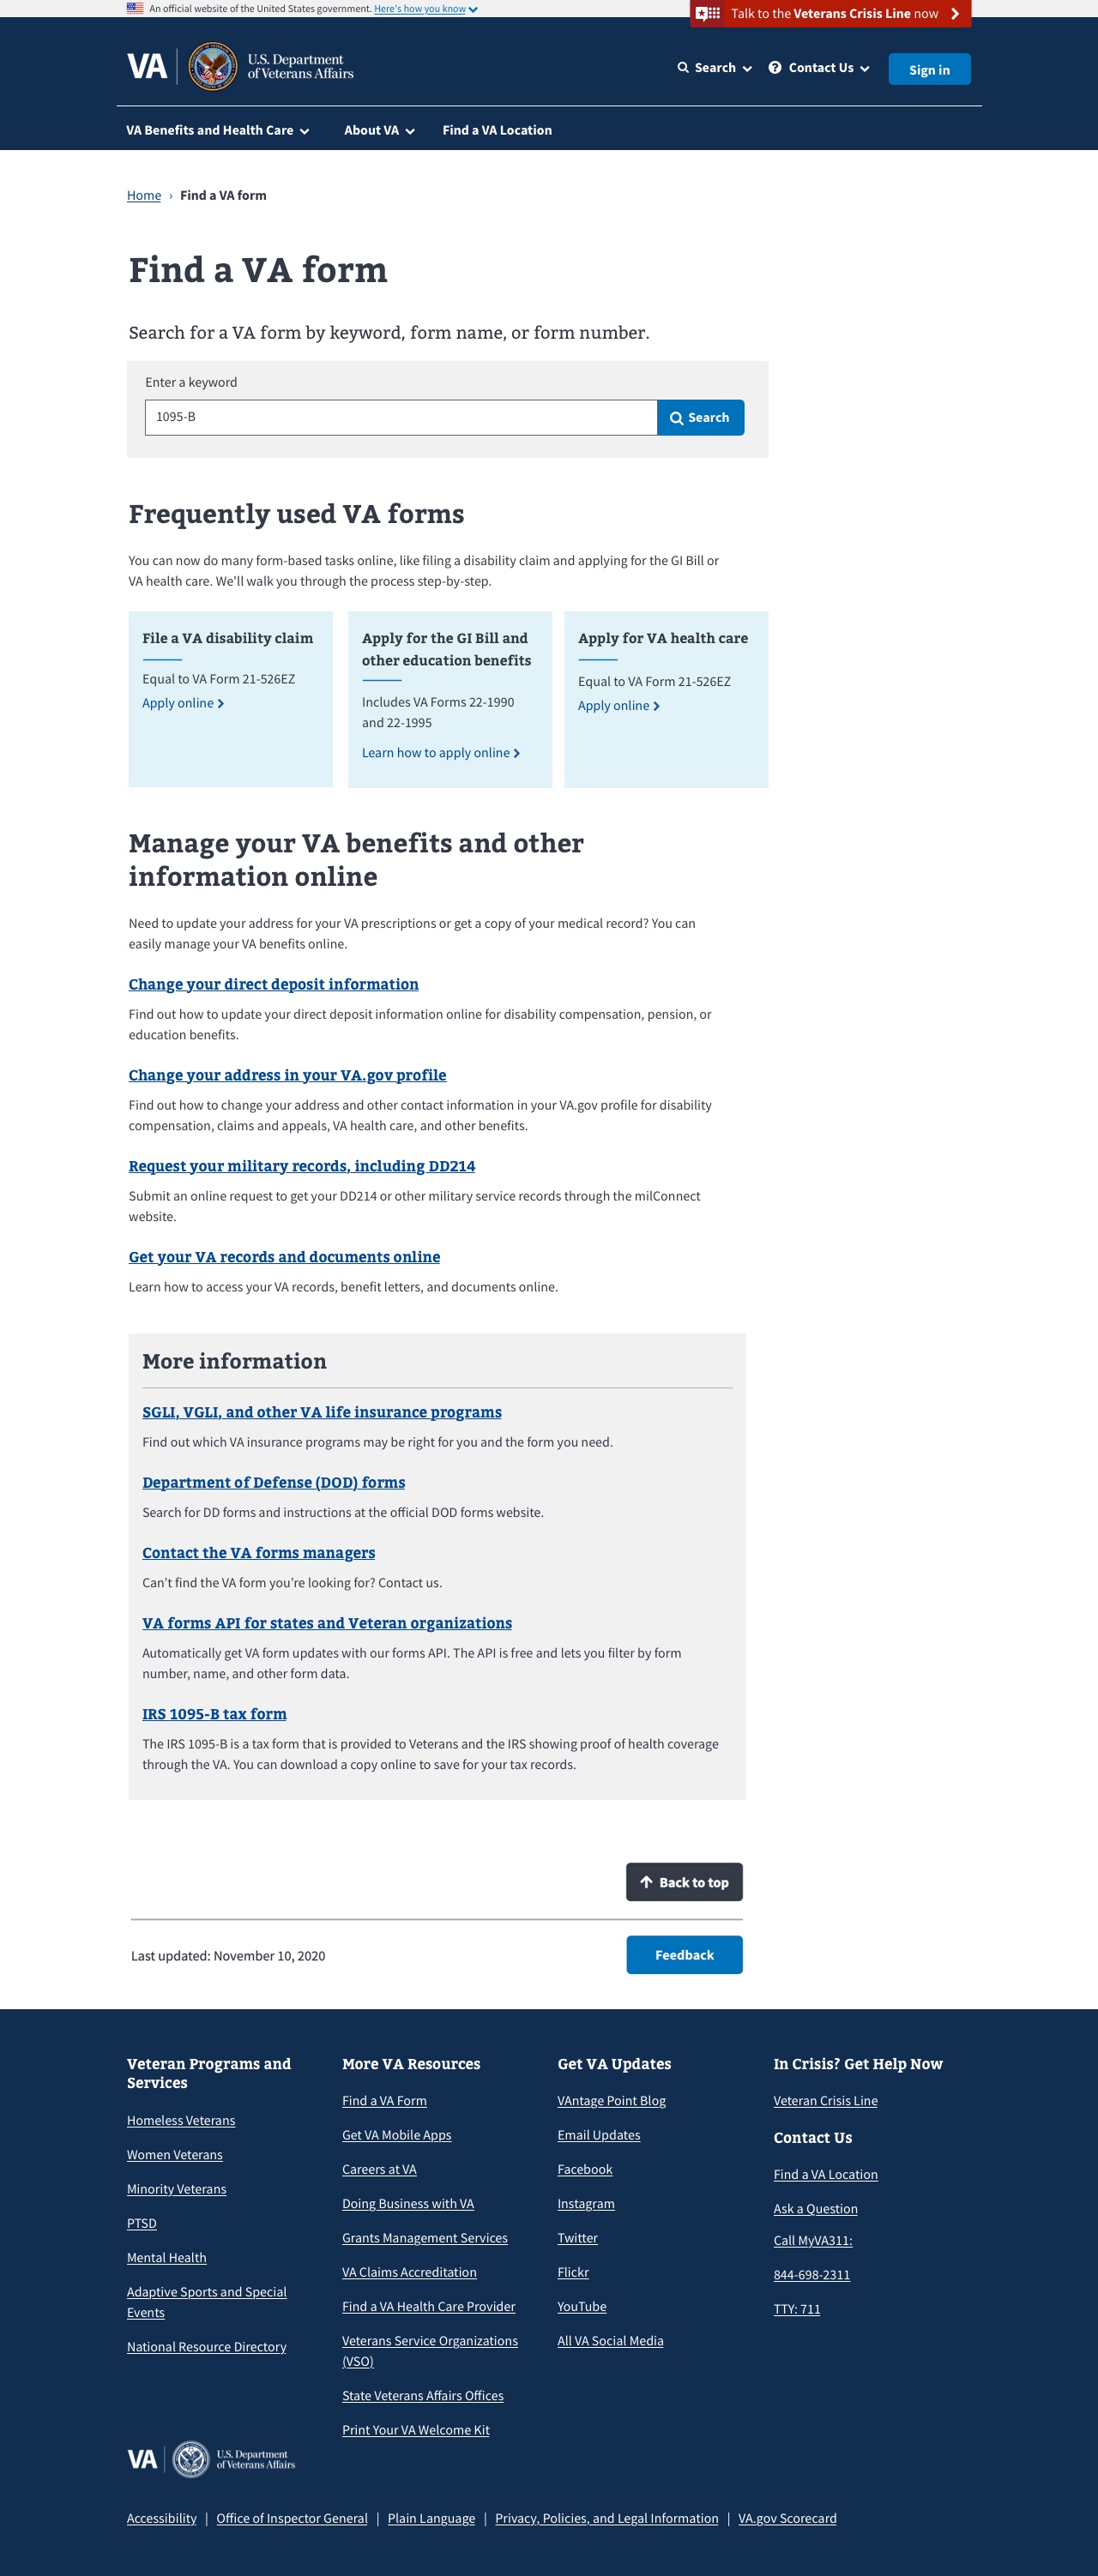 An official website of the United States government. Here's how you know
Talk to the Veterans Crisis Line now
VA
U.S. Department
of Veterans Affairs
Search
Contact Us
Sign in
VA Benefits and Health Care
About VA
Find a VA Location
Home › Find a VA form
Find a VA form
Search for a VA form by keyword, form name, or form number.
Enter a keyword
1095-B
Search
Frequently used VA forms
You can now do many form-based tasks online, like filing a disability claim and applying for the GI Bill or
VA health care. We'll walk you through the process step-by-step.
File a VA disability claim
Equal to VA Form 21-526EZ
Apply online
Apply for the GI Bill and
other education benefits
Includes VA Forms 22-1990
and 22-1995
Learn how to apply online
Apply for VA health care
Equal to VA Form 21-526EZ
Apply online
Manage your VA benefits and other
information online
Need to update your address for your VA prescriptions or get a copy of your medical record? You can
easily manage your VA benefits online.
Change your direct deposit information
Find out how to update your direct deposit information online for disability compensation, pension, or
education benefits.
Change your address in your VA.gov profile
Find out how to change your address and other contact information in your VA.gov profile for disability
compensation, claims and appeals, VA health care, and other benefits.
Request your military records, including DD214
Submit an online request to get your DD214 or other military service records through the milConnect
website.
Get your VA records and documents online
Learn how to access your VA records, benefit letters, and documents online.
More information
SGLI, VGLI, and other VA life insurance programs
Find out which VA insurance programs may be right for you and the form you need.
Department of Defense (DOD) forms
Search for DD forms and instructions at the official DOD forms website.
Contact the VA forms managers
Can’t find the VA form you’re looking for? Contact us.
VA forms API for states and Veteran organizations
Automatically get VA form updates with our forms API. The API is free and lets you filter by form
number, name, and other form data.
IRS 1095-B tax form
The IRS 1095-B is a tax form that is provided to Veterans and the IRS showing proof of health coverage
through the VA. You can download a copy online to save for your tax records.
Back to top
Last updated: November 10, 2020
Feedback
Veteran Programs and
Services
Homeless Veterans
Women Veterans
Minority Veterans
PTSD
Mental Health
Adaptive Sports and Special
Events
National Resource Directory
More VA Resources
Find a VA Form
Get VA Mobile Apps
Careers at VA
Doing Business with VA
Grants Management Services
VA Claims Accreditation
Find a VA Health Care Provider
Veterans Service Organizations
(VSO)
State Veterans Affairs Offices
Print Your VA Welcome Kit
Get VA Updates
VAntage Point Blog
Email Updates
Facebook
Instagram
Twitter
Flickr
YouTube
All VA Social Media
In Crisis? Get Help Now
Veteran Crisis Line
Contact Us
Find a VA Location
Ask a Question
Call MyVA311:
844-698-2311
TTY: 711
VA
U.S. Department
of Veterans Affairs
Accessibility | Office of Inspector General | Plain Language | Privacy, Policies, and Legal Information | VA.gov Scorecard